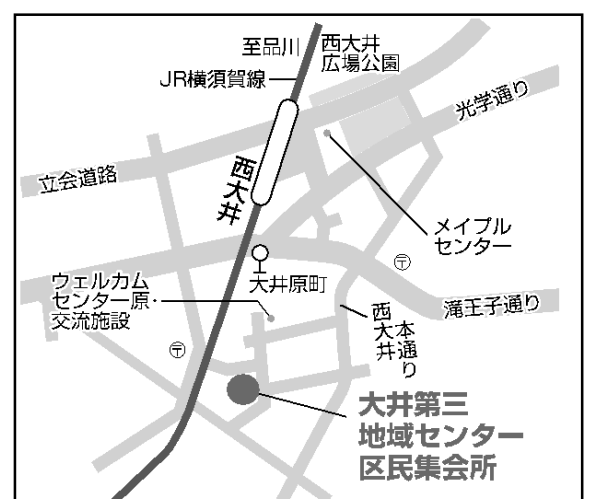 至品川
西大井
広場公園
JR横須賀線
光学通り
立会道路
西大井
メイプル
センター
〒
大井原町
ウェルカム
センター原・
交流施設
滝王子通り
西大井
本通り
〒
大井第三
地域センター
区民集会所